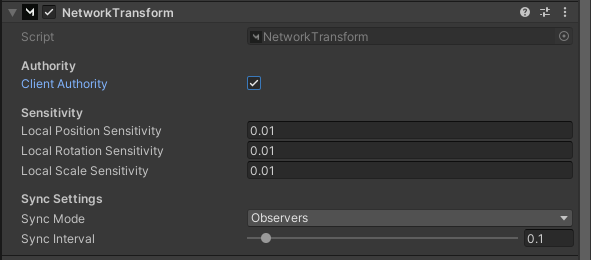 NetworkTransform
Script NetworkTransform
Authority
Client Authority
Sensitivity
Local Position Sensitivity 0.01
Local Rotation Sensitivity 0.01
Local Scale Sensitivity 0.01
Sync Settings
Sync Mode Observers
Sync Interval 0.1